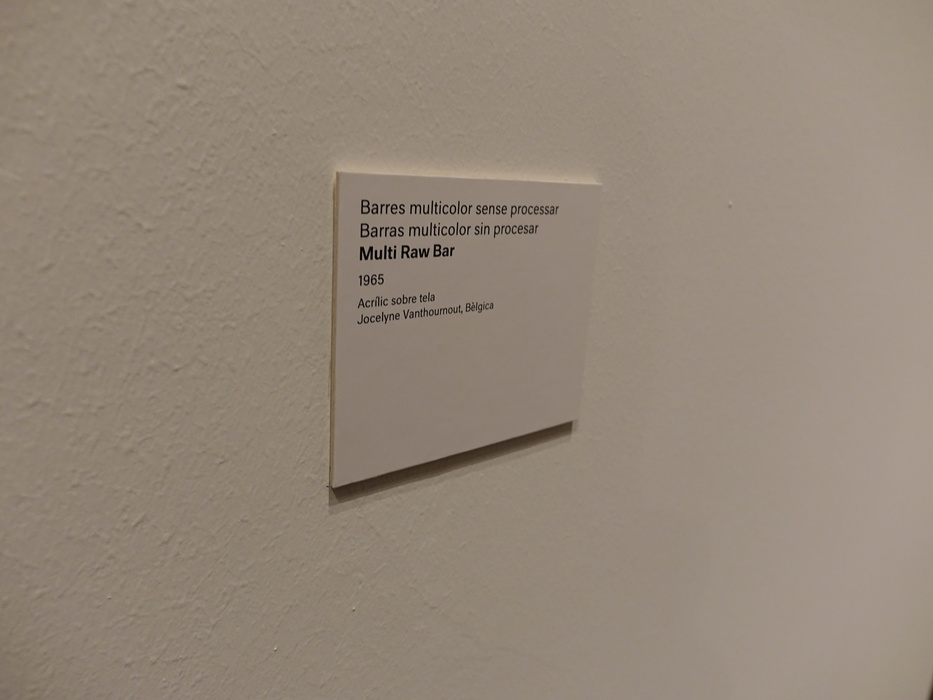 Barres multicolor sense processar
Barras multicolor sin procesar
Multi Raw Bar
1965
Acrílic sobre tela
Jocelyne Vanthournout, Bèlgica